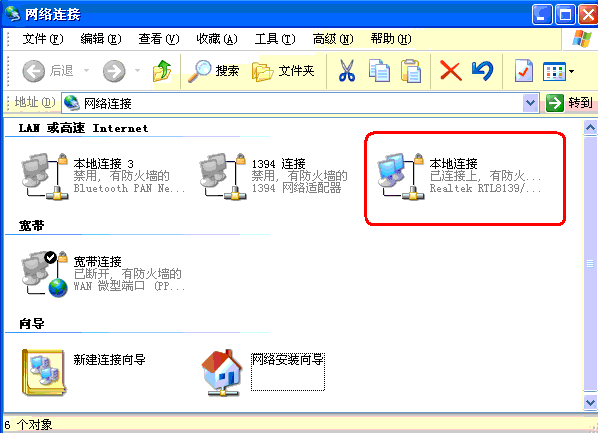 网络连接
文件(F) 编辑(E) 查看(V) 收藏(A) 工具(T) 高级(N) 帮助(H)
后退 搜索 文件夹
地址(D) 网络连接 转到
LAN 或高速 Internet
本地连接 3
禁用, 有防火墙的
Bluetooth PAN Ne...
1394 连接
禁用, 有防火墙的
1394 网络适配器
本地连接
已连接上, 有防火...
Realtek RTL8139/...
宽带
宽带连接
已断开, 有防火墙的
WAN 微型端口 (PP...
向导
新建连接向导
网络安装向导
6 个对象